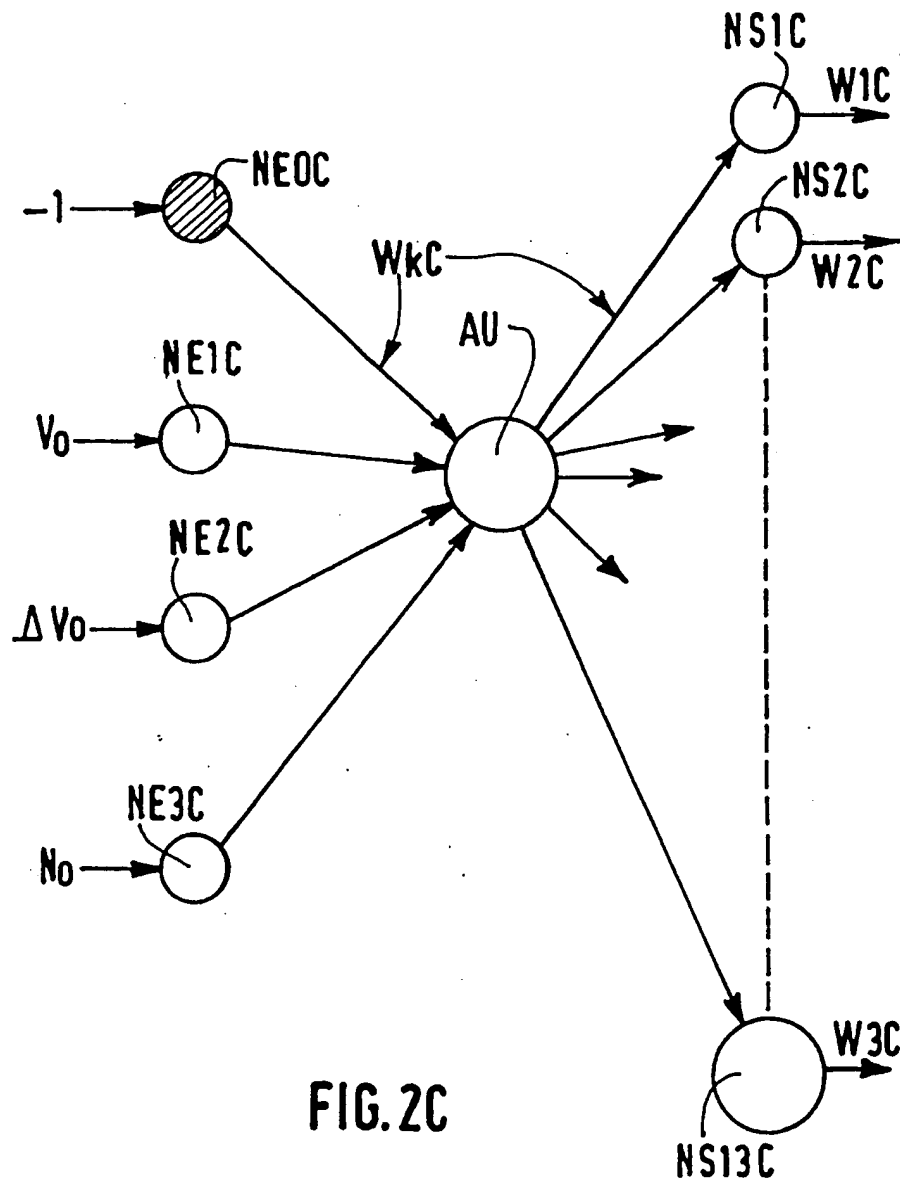 NS1C
W1C
NE0C
-1
NS2C
W2C
WkC
AU
NE1C
V0
NE2C
ΔV0
NE3C
N0
W3C
NS13C
FIG. 2C